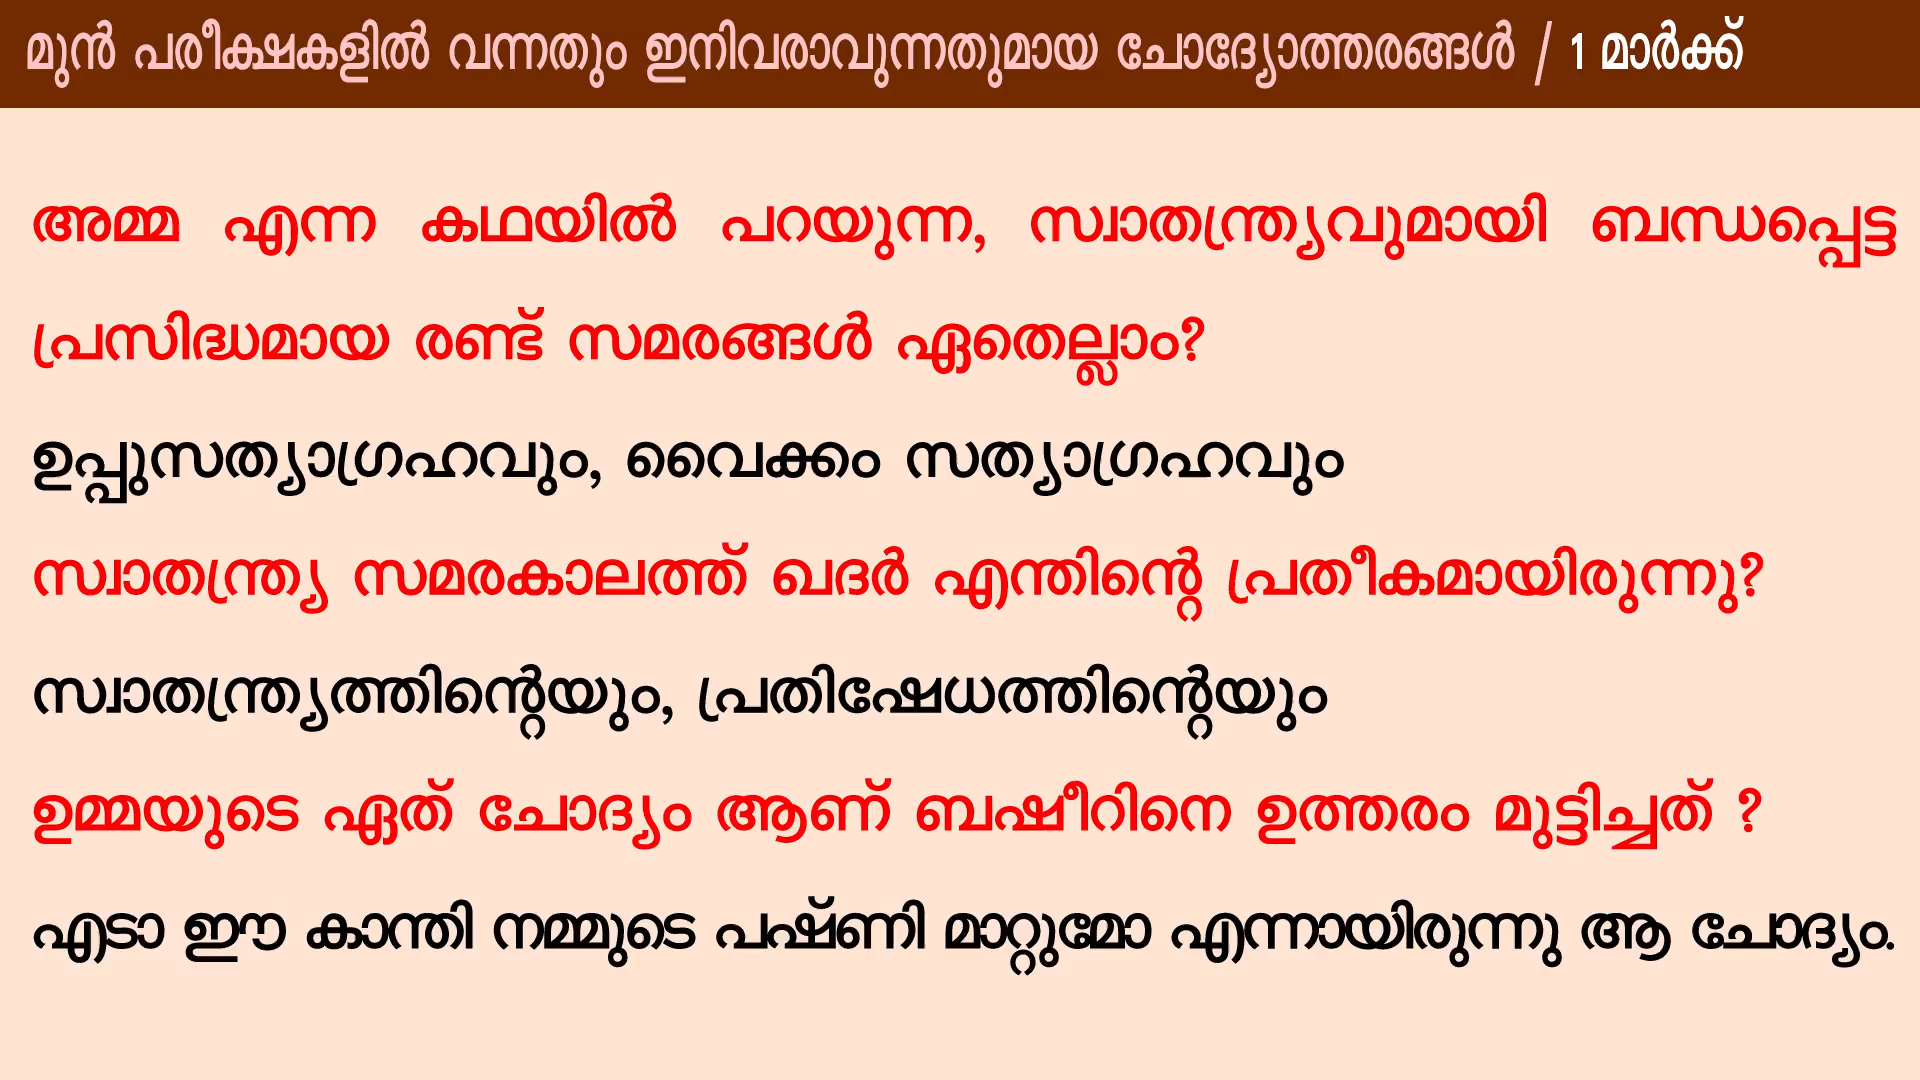 മുൻ പരീക്ഷകളിൽ വന്നതും ഇനിവരാവുന്നതുമായ ചോദ്യോത്തരങ്ങൾ / 1 മാർക്ക്
അമ്മ എന്ന കഥയിൽ പറയുന്ന, സ്വാതന്ത്ര്യവുമായി ബന്ധപ്പെട്ട
പ്രസിദ്ധമായ രണ്ട് സമരങ്ങൾ ഏതെല്ലാം?
ഉപ്പുസത്യാഗ്രഹവും, വൈക്കം സത്യാഗ്രഹവും
സ്വാതന്ത്ര്യ സമരകാലത്ത് ഖദർ എന്തിന്റെ പ്രതീകമായിരുന്നു?
സ്വാതന്ത്ര്യത്തിന്റെയും, പ്രതിഷേധത്തിന്റെയും
ഉമ്മയുടെ ഏത് ചോദ്യം ആണ് ബഷീറിനെ ഉത്തരം മുട്ടിച്ചത് ?
എടാ ഈ കാന്തി നമ്മുടെ പഷ്ണി മാറ്റുമോ എന്നായിരുന്നു ആ ചോദ്യം.